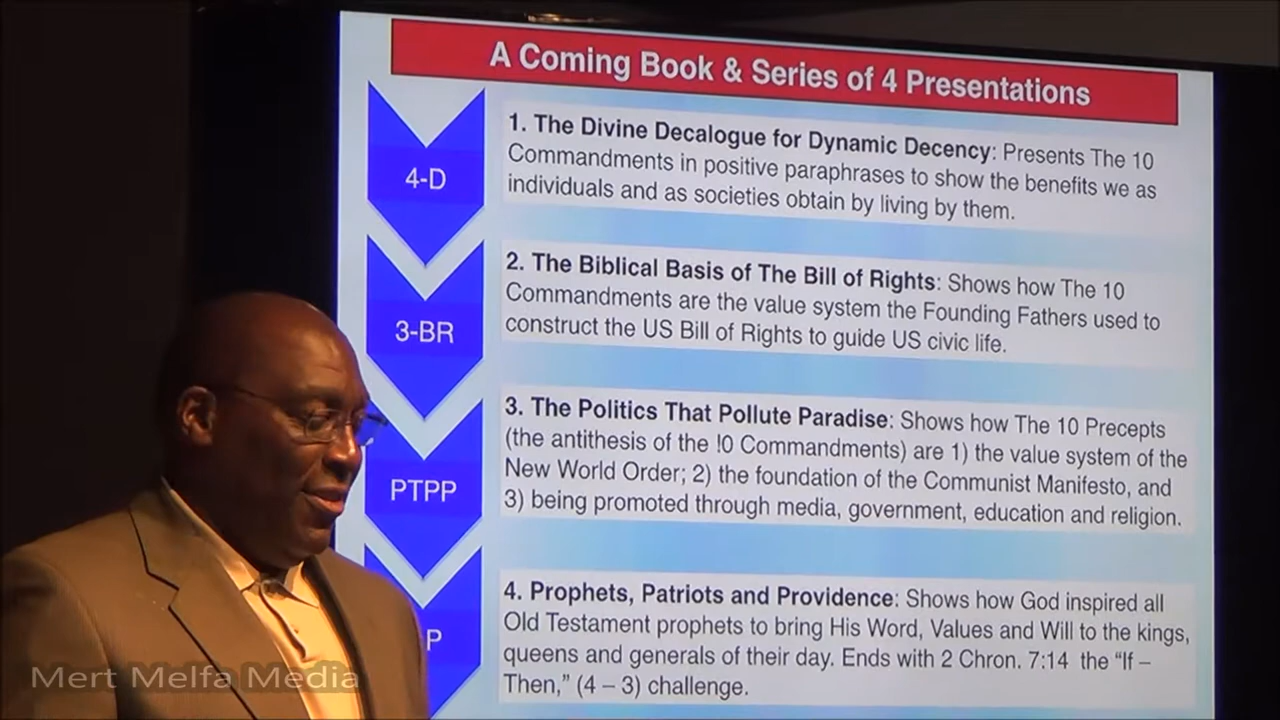 A Coming Book & Series of 4 Presentations
4-D
1. The Divine Decalogue for Dynamic Decency: Presents The 10
Commandments in positive paraphrases to show the benefits we as
individuals and as societies obtain by living by them.
3-BR
2. The Biblical Basis of The Bill of Rights: Shows how The 10
Commandments are the value system the Founding Fathers used to
construct the US Bill of Rights to guide US civic life.
PTPP
3. The Politics That Pollute Paradise: Shows how The 10 Precepts
(the antithesis of the !0 Commandments) are 1) the value system of the
New World Order; 2) the foundation of the Communist Manifesto, and
3) being promoted through media, government, education and religion.
P
4. Prophets, Patriots and Providence: Shows how God inspired all
Old Testament prophets to bring His Word, Values and Will to the kings,
queens and generals of their day. Ends with 2 Chron. 7:14 the “If –
Then,” (4 – 3) challenge.
Mert Melfa Media